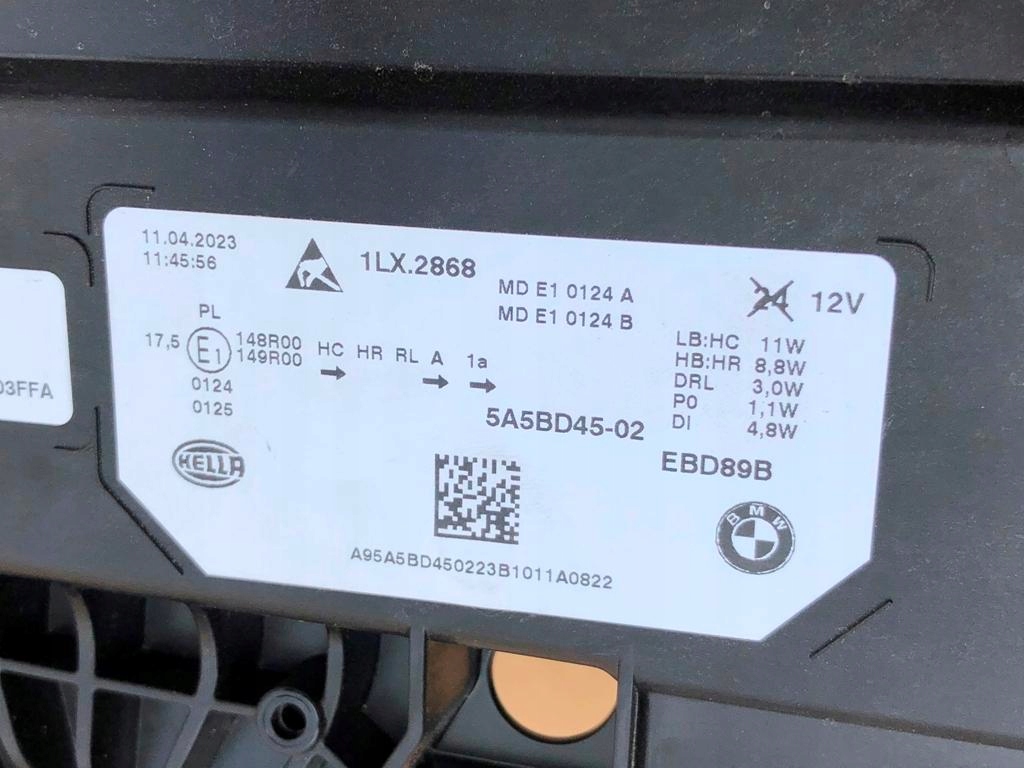 11.04.2023
11:45:56
1LX.2868
MD E1 0124 A
MD E1 0124 B
24 12V
PL
17,5 E1 148R00
149R00
HC HR RL A 1a
0124
0125
LB:HC 11W
HB:HR 8,8W
DRL 3,0W
PO 1,1W
DI 4,8W
5A5BD45-02
EBD89B
HELLA
BMW
A95A5BD450223B1011A0822
03FFA